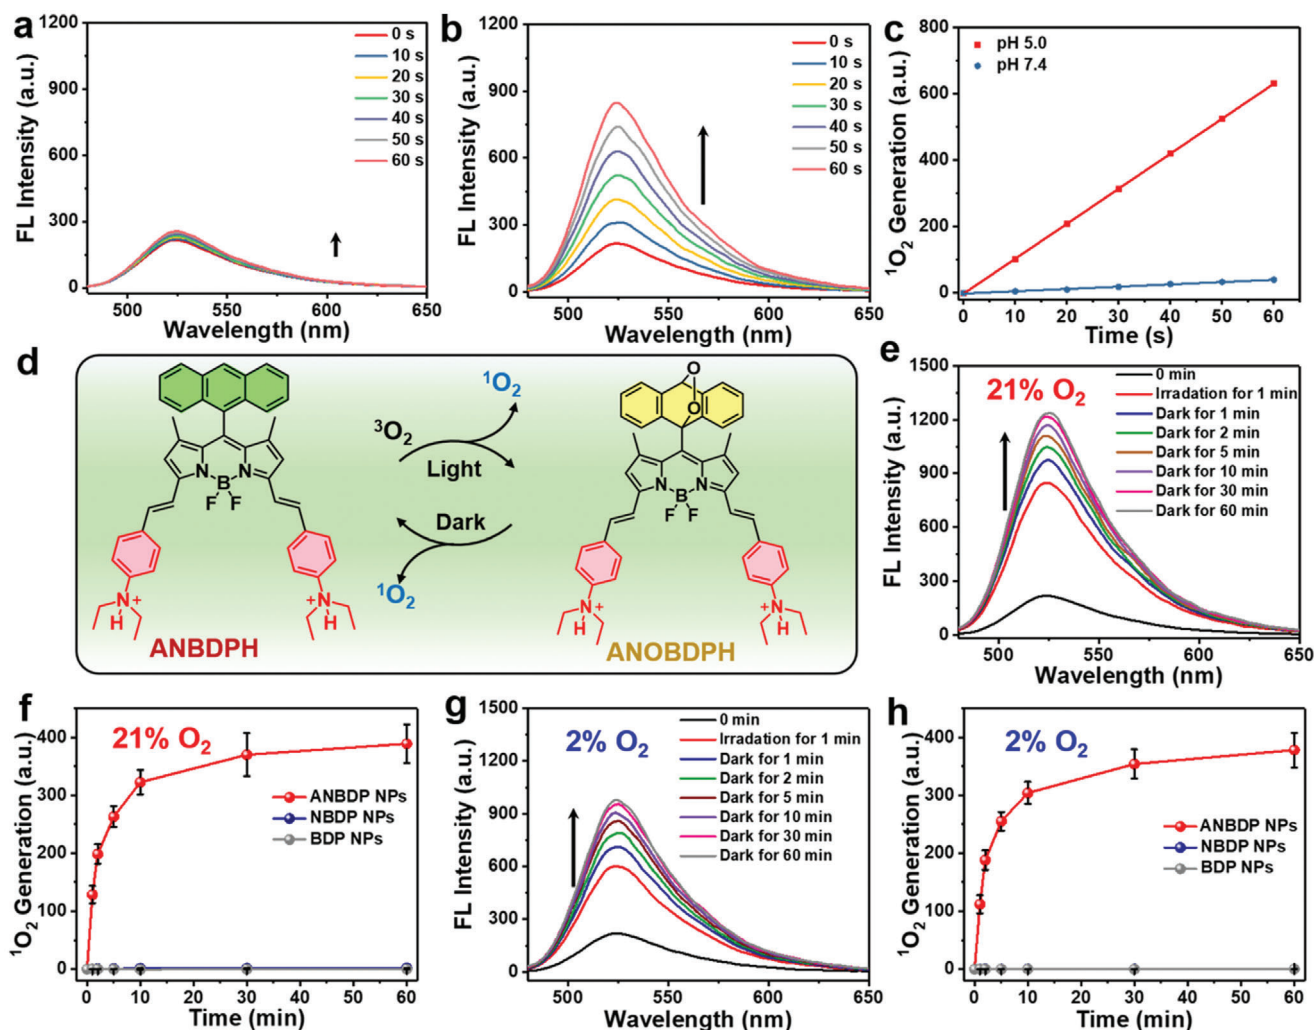 a
1200
900
600
300
0
FL Intensity (a.u.)
500
550
600
650
Wavelength (nm)
0 s
10 s
20 s
30 s
40 s
50 s
60 s
b
1200
900
600
300
0
FL Intensity (a.u.)
500
550
600
650
Wavelength (nm)
0 s
10 s
20 s
30 s
40 s
50 s
60 s
c
800
600
400
200
0
¹O₂ Generation (a.u.)
0
10
20
30
40
50
60
Time (s)
pH 5.0
pH 7.4
d
N
N
B
F
F
N
+
H
+
N
H
ANBDPH
³O₂
Light
¹O₂
Dark
¹O₂
O
O
N
N
B
F
F
N
+
H
+
N
H
ANOBDPH
e
21% O₂
1500
1200
900
600
300
0
FL Intensity (a.u.)
500
550
600
650
Wavelength (nm)
0 min
Irradation for 1 min
Dark for 1 min
Dark for 2 min
Dark for 5 min
Dark for 10 min
Dark for 30 min
Dark for 60 min
f
21% O₂
400
300
200
100
0
¹O₂ Generation (a.u.)
0
10
20
30
40
50
60
Time (min)
ANBDP NPs
NBDP NPs
BDP NPs
g
2% O₂
1500
1200
900
600
300
0
FL Intensity (a.u.)
500
550
600
650
Wavelength (nm)
0 min
Irradation for 1 min
Dark for 1 min
Dark for 2 min
Dark for 5 min
Dark for 10 min
Dark for 30 min
Dark for 60 min
h
2% O₂
400
300
200
100
0
¹O₂ Generation (a.u.)
0
10
20
30
40
50
60
Time (min)
ANBDP NPs
NBDP NPs
BDP NPs